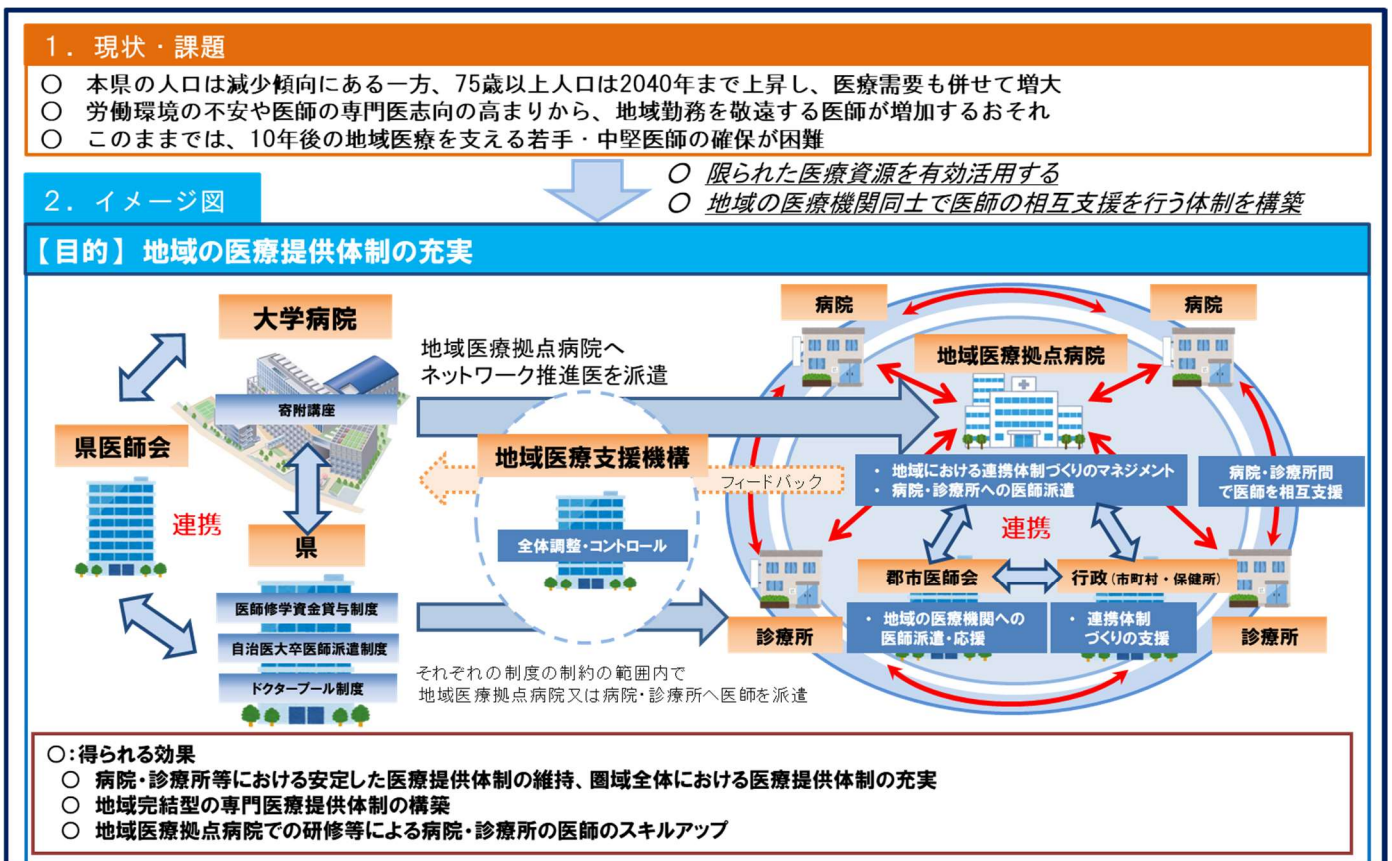 1．現状・課題
○ 本県の人口は減少傾向にある一方、75歳以上人口は2040年まで上昇し、医療需要も併せて増大
○ 労働環境の不安や医師の専門医志向の高まりから、地域勤務を敬遠する医師が増加するおそれ
○ このままでは、10年後の地域医療を支える若手・中堅医師の確保が困難
○ 限られた医療資源を有効活用する
○ 地域の医療機関同士で医師の相互支援を行う体制を構築
2．イメージ図
【目的】地域の医療提供体制の充実
大学病院
寄附講座
県医師会
連携
県
医師修学資金貸与制度
自治医大卒医師派遣制度
ドクタープール制度
地域医療拠点病院へ
ネットワーク推進医を派遣
地域医療支援機構
フィードバック
全体調整・コントロール
それぞれの制度の制約の範囲内で
地域医療拠点病院又は病院・診療所へ医師を派遣
病院
病院
地域医療拠点病院
・ 地域における連携体制づくりのマネジメント
・ 病院・診療所への医師派遣
病院・診療所間
で医師を相互支援
連携
郡市医師会
行政（市町村・保健所）
・ 地域の医療機関への
医師派遣・応援
・ 連携体制
づくりの支援
診療所
診療所
○：得られる効果
○ 病院・診療所等における安定した医療提供体制の維持、圏域全体における医療提供体制の充実
○ 地域完結型の専門医療提供体制の構築
○ 地域医療拠点病院での研修等による病院・診療所の医師のスキルアップ